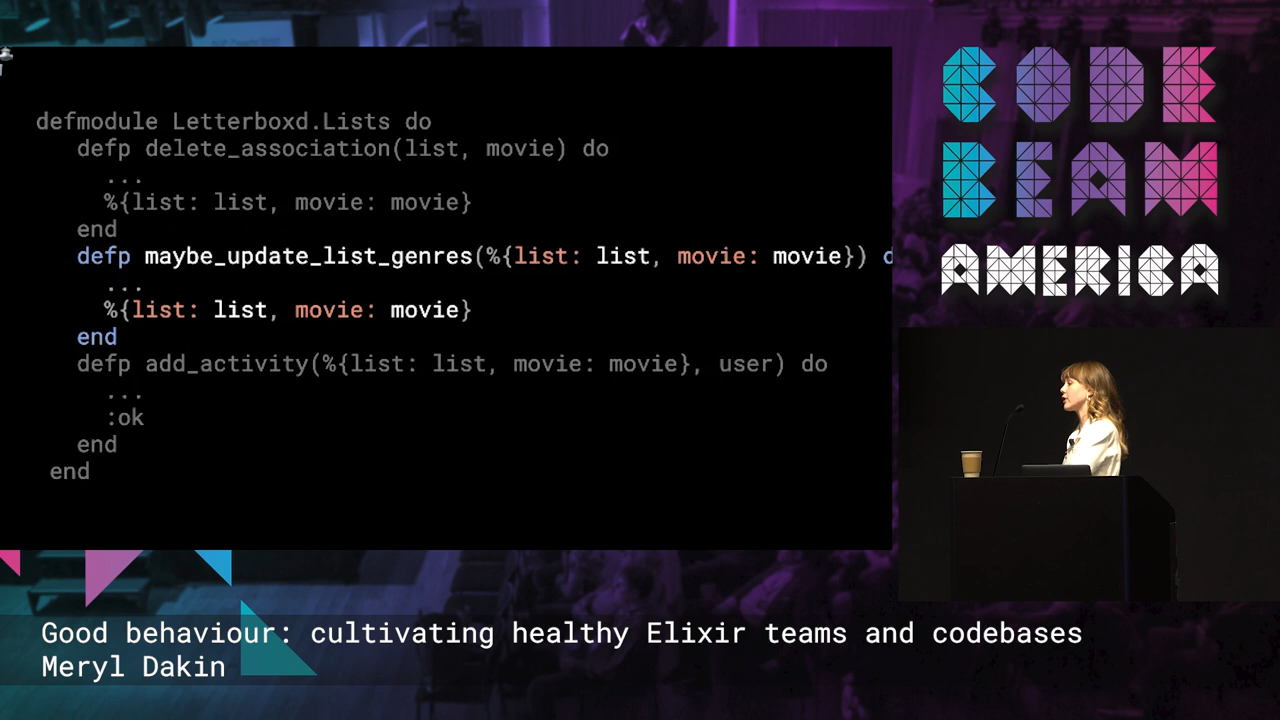 defmodule Letterboxd.Lists do
defp delete_association(list, movie) do
...
%{list: list, movie: movie}
end
defp maybe_update_list_genres(%{list: list, movie: movie}) d
...
%{list: list, movie: movie}
end
defp add_activity(%{list: list, movie: movie}, user) do
...
:ok
end
end
CODE
BEAM
AMERICA
Good behaviour: cultivating healthy Elixir teams and codebases
Meryl Dakin